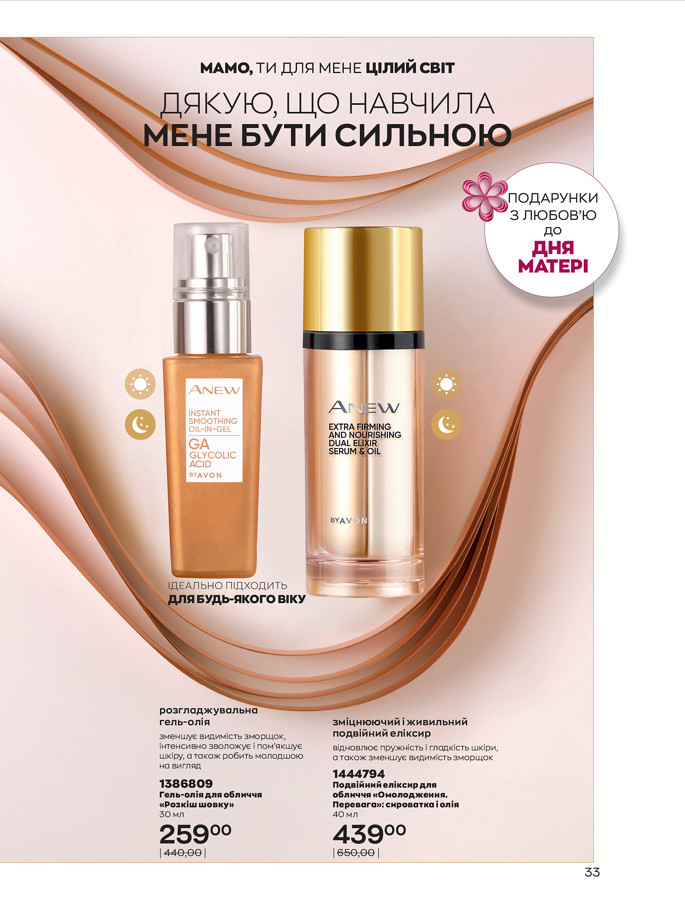 МАМО, ТИ ДЛЯ МЕНЕ ЦІЛИЙ СВІТ
ДЯКУЮ, ЩО НАВЧИЛА
МЕНЕ БУТИ СИЛЬНОЮ
ПОДАРУНКИ
З ЛЮБОВ'Ю
ДО
ДНЯ
МАТЕРІ
ANEW
INSTANT
SMOOTHING
OIL-IN-GEL
GA
GLYCOLIC
ACID
BY AVON
ANEW
EXTRA FIRMING
AND NOURISHING
DUAL ELIXIR
SERUM & OIL
BY AVON
ІДЕАЛЬНО ПІДХОДИТЬ
ДЛЯ БУДЬ-ЯКОГО ВІКУ
розгладжувальна
гель-олія
зменшує видимість зморщок,
інтенсивно зволожує і пом'якшує
шкіру, а також робить молодшою
на вигляд
1386809
Гель-олія для обличчя
«Розкіш шовку»
30 мл
259 00
| 440,00 |
зміцнюючий і живильний
подвійний еліксир
відновлює пружність і гладкість шкіри,
а також зменшує видимість зморщок
1444794
Подвійний еліксир для
обличчя «Омолодження.
Перевага»: сироватка і олія
40 мл
439 00
| 650,00 |
33